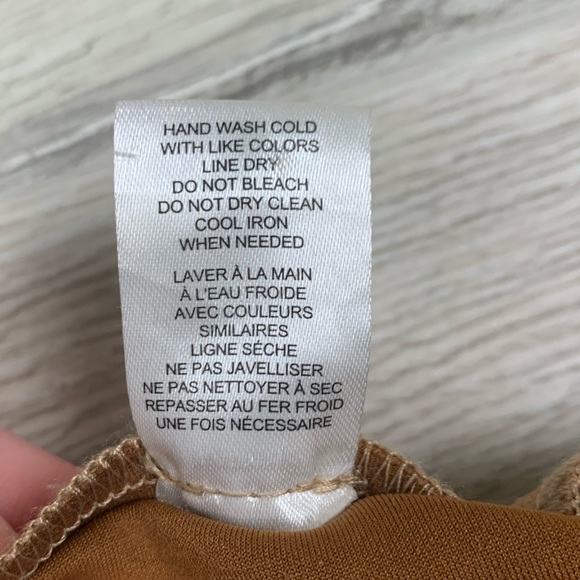 HAND WASH COLD
WITH LIKE COLORS
LINE DRY
DO NOT BLEACH
DO NOT DRY CLEAN
COOL IRON
WHEN NEEDED
LAVER À LA MAIN
À L'EAU FROIDE
AVEC COULEURS
SIMILAIRES
LIGNE SÉCHE
NE PAS JAVELLISER
NE PAS NETTOYER À SEC
REPASSER AU FER FROID
UNE FOIS NÉCESSAIRE